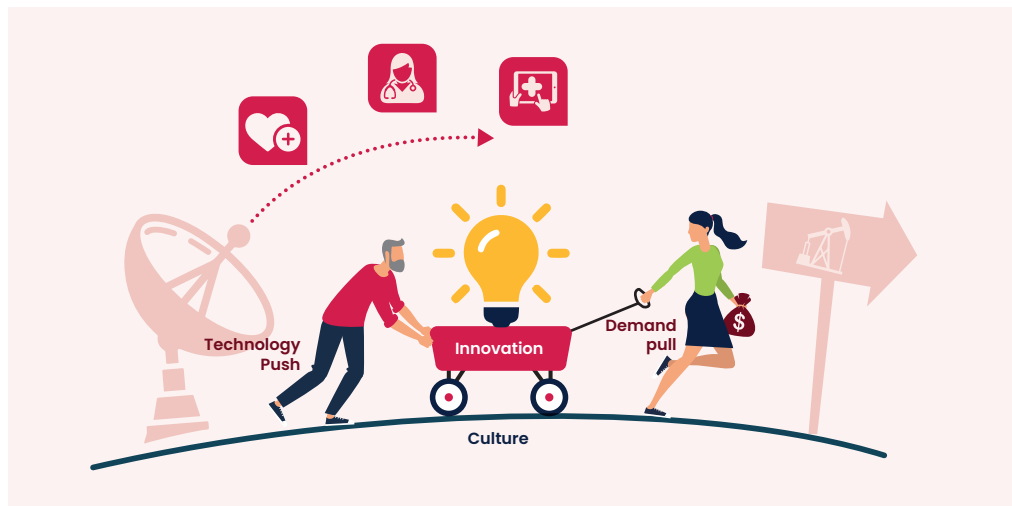 Technology
Push
Innovation
Demand
pull
$
Culture